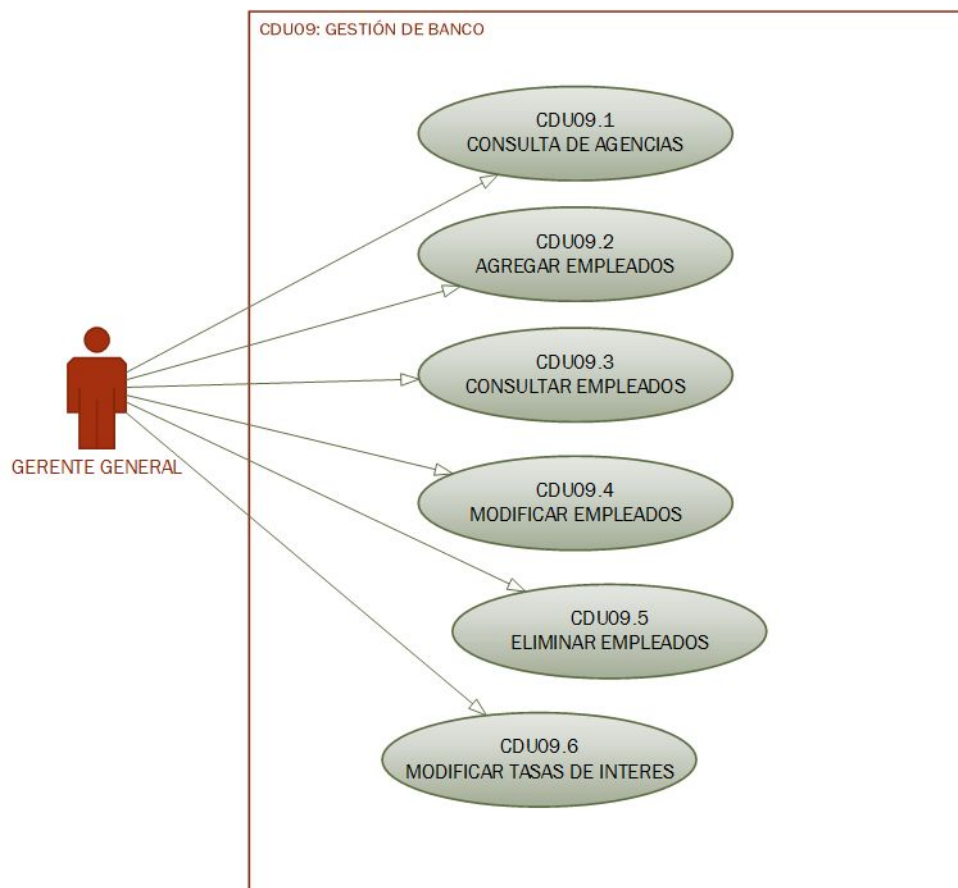 CDU09: GESTIÓN DE BANCO
CDU09.1
CONSULTA DE AGENCIAS
CDU09.2
AGREGAR EMPLEADOS
CDU09.3
CONSULTAR EMPLEADOS
GERENTE GENERAL
CDU09.4
MODIFICAR EMPLEADOS
CDU09.5
ELIMINAR EMPLEADOS
CDU09.6
MODIFICAR TASAS DE INTERES